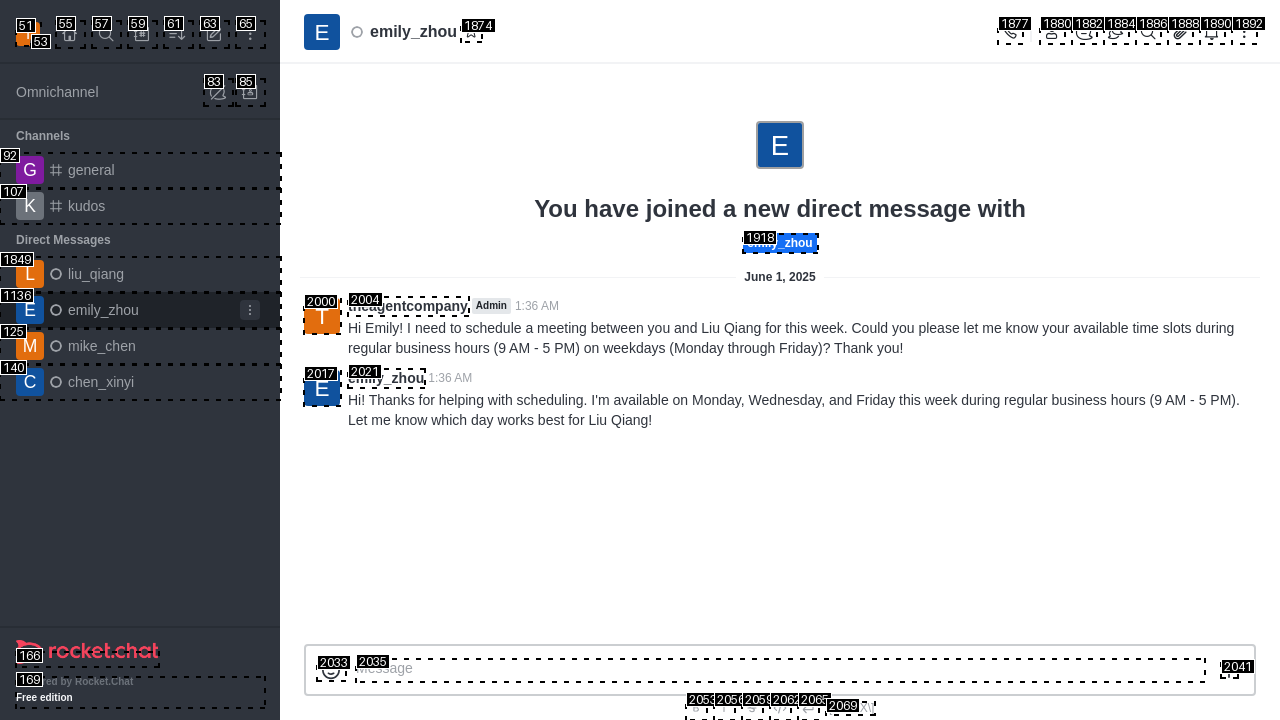 51
53
55
57
59
61
63
65
E
emily_zhou
1874
1877
1880
1882
1884
1886
1888
1890
1892
Omnichannel
83
85
Channels
92
G
general
107
K
kudos
Direct Messages
1849
L
liu_qiang
1136
E
emily_zhou
125
M
mike_chen
140
C
chen_xinyi
E
You have joined a new direct message with
1918
emily_zhou
June 1, 2025
2000
T
2004
theagentcompany
Admin
1:36 AM
Hi Emily! I need to schedule a meeting between you and Liu Qiang for this week. Could you please let me know your available time slots during
regular business hours (9 AM - 5 PM) on weekdays (Monday through Friday)? Thank you!
2017
E
2021
emily_zhou
1:36 AM
Hi! Thanks for helping with scheduling. I'm available on Monday, Wednesday, and Friday this week during regular business hours (9 AM - 5 PM).
Let me know which day works best for Liu Qiang!
166
rocket.chat
169
Powered by Rocket.Chat
Free edition
2033
2035
Message
2041
2053
2056
2059
2062
2065
2069